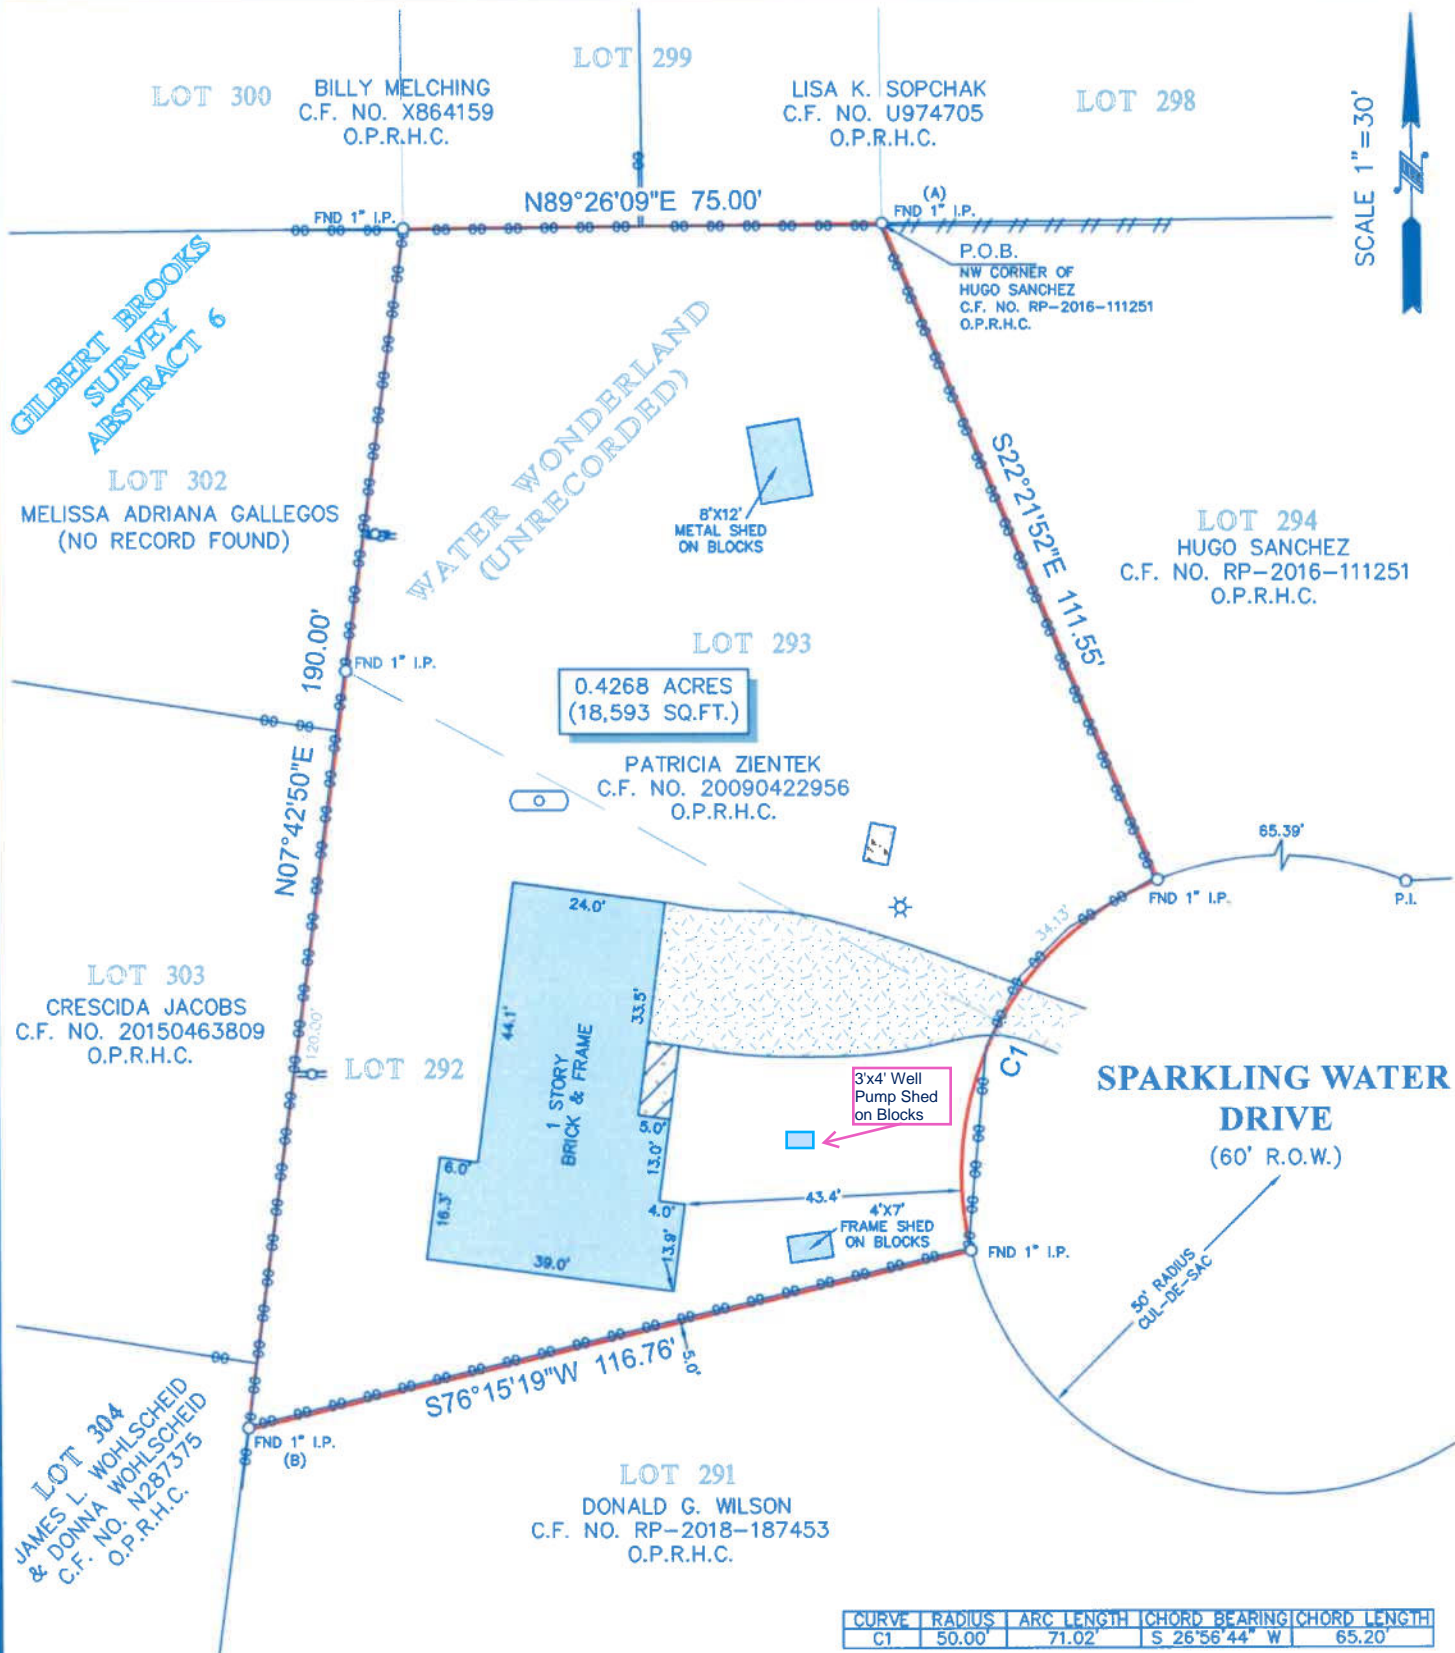 LOT 300
BILLY MELCHING
C.F. NO. X864159
O.P.R.H.C.
LOT 299
LISA K. SOPCHAK
C.F. NO. U974705
O.P.R.H.C.
LOT 298
SCALE 1"=30'
FND 1" I.P.
N89°26'09"E 75.00'
(A)
FND 1" I.P.
P.O.B.
NW CORNER OF
HUGO SANCHEZ
C.F. NO. RP-2016-111251
O.P.R.H.C.
GILBERT BROOKS
SURVEY
ABSTRACT 6
WATER WONDERLAND
(UNRECORDED)
8'X12'
METAL SHED
ON BLOCKS
S22°21'52"E 111.55'
LOT 302
MELISSA ADRIANA GALLEGOS
(NO RECORD FOUND)
LOT 294
HUGO SANCHEZ
C.F. NO. RP-2016-111251
O.P.R.H.C.
N07°42'50"E 190.00'
FND 1" I.P.
LOT 293
0.4268 ACRES
(18,593 SQ.FT.)
PATRICIA ZIENTEK
C.F. NO. 20090422956
O.P.R.H.C.
65.39'
FND 1" I.P.
P.I.
34.13'
24.0'
44.1'
33.5'
1 STORY
BRICK & FRAME
LOT 303
CRESCIDA JACOBS
C.F. NO. 20150463809
O.P.R.H.C.
120.00'
LOT 292
C1
3'x4' Well
Pump Shed
on Blocks
SPARKLING WATER
DRIVE
(60' R.O.W.)
5.0'
13.0'
6.0'
16.3'
4.0'
13.9'
39.0'
43.4'
4'X7'
FRAME SHED
ON BLOCKS
FND 1" I.P.
50' RADIUS
CUL-DE-SAC
S76°15'19"W 116.76'
5.0'
FND 1" I.P.
(B)
LOT 304
JAMES L. WOHLSCHEID
& DONNA WOHLSCHEID
C.F. NO. N287375
O.P.R.H.C.
LOT 291
DONALD G. WILSON
C.F. NO. RP-2018-187453
O.P.R.H.C.
CURVE RADIUS ARC LENGTH CHORD BEARING CHORD LENGTH
C1 50.00' 71.02' S 26°56'44" W 65.20'